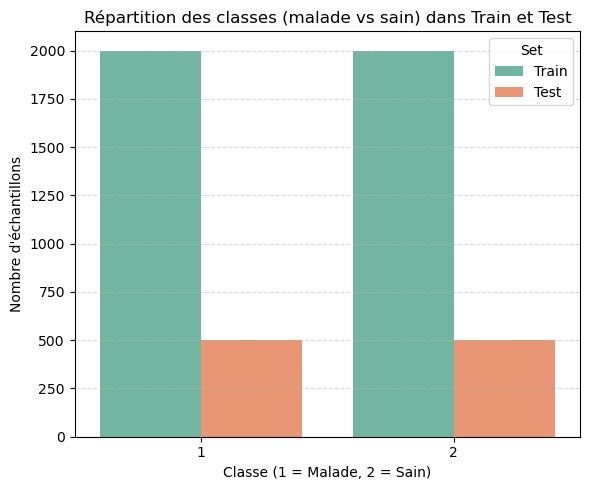 Répartition des classes (malade vs sain) dans Train et Test
Set
Train
Test
Nombre d'échantillons
2000
1750
1500
1250
1000
750
500
250
0
1
2
Classe (1 = Malade, 2 = Sain)